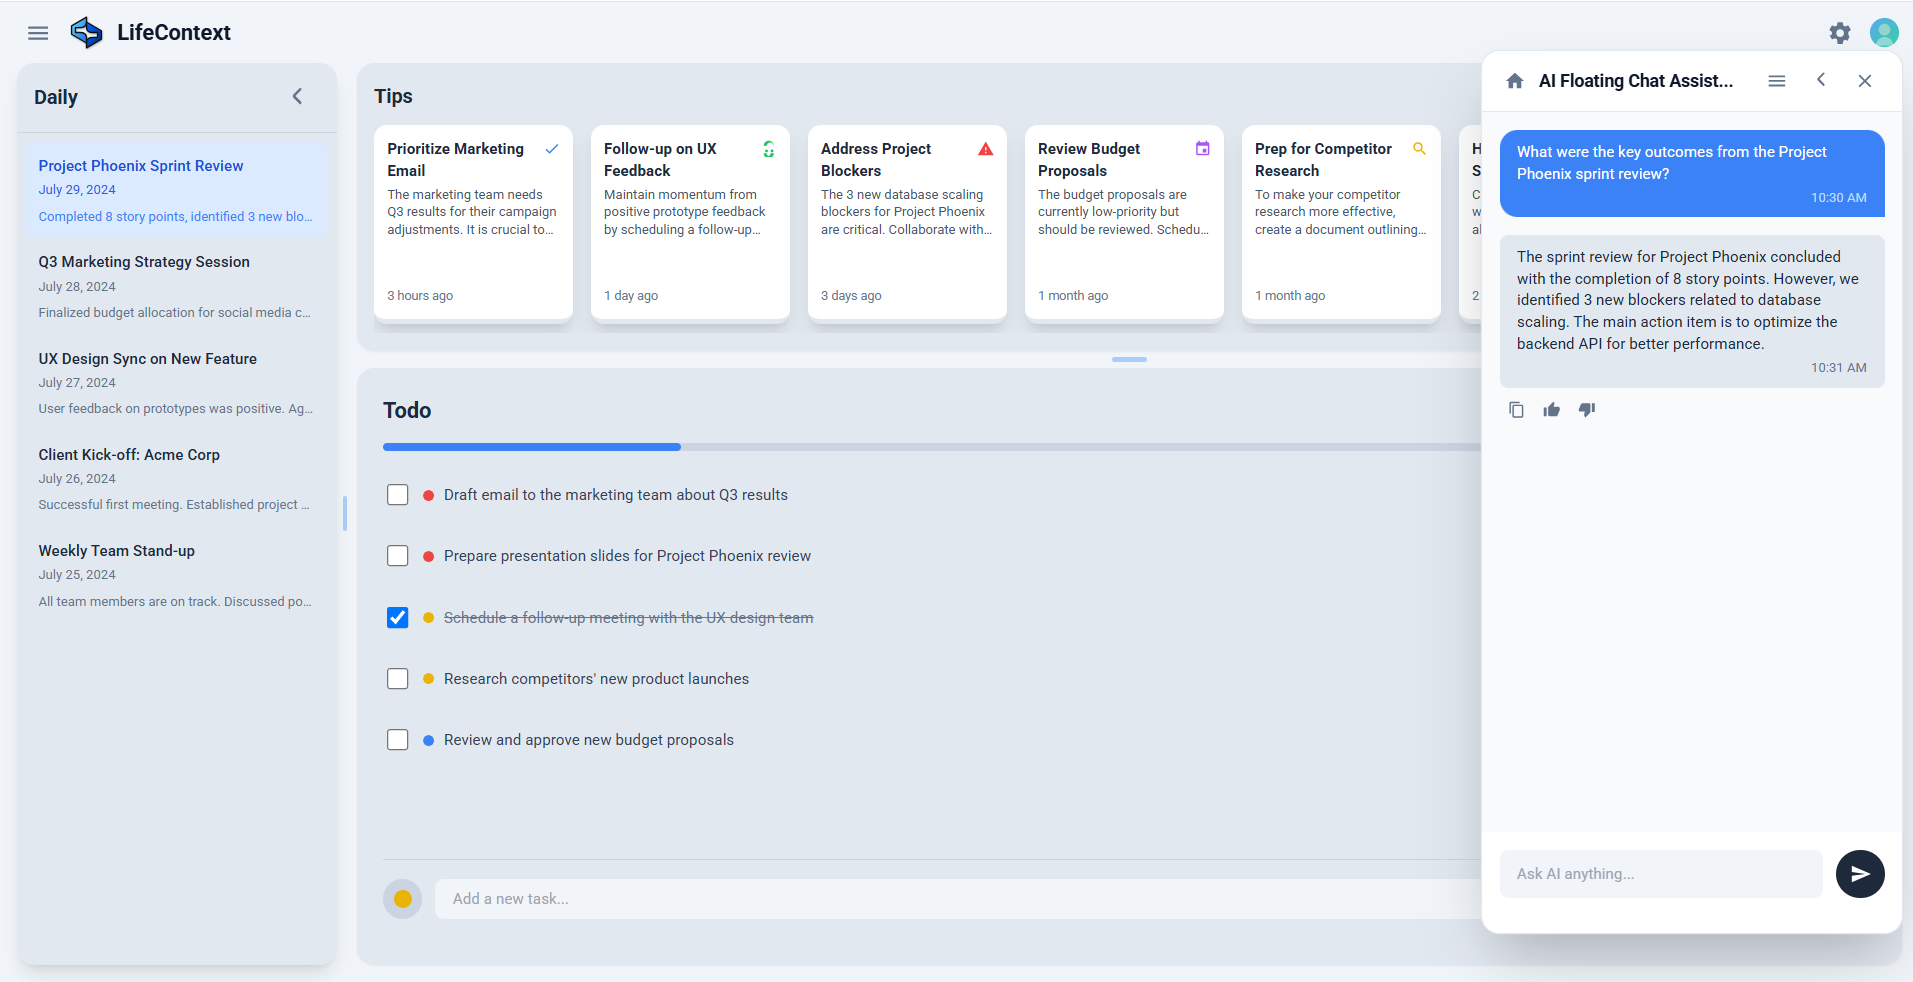 LifeContext
Daily
Project Phoenix Sprint Review
July 29, 2024
Completed 8 story points, identified 3 new blo...
Q3 Marketing Strategy Session
July 28, 2024
Finalized budget allocation for social media c...
UX Design Sync on New Feature
July 27, 2024
User feedback on prototypes was positive. Ag...
Client Kick-off: Acme Corp
July 26, 2024
Successful first meeting. Established project ...
Weekly Team Stand-up
July 25, 2024
All team members are on track. Discussed po...
Tips
Prioritize Marketing
Email
The marketing team needs
Q3 results for their campaign
adjustments. It is crucial to...
3 hours ago
Follow-up on UX
Feedback
Maintain momentum from
positive prototype feedback
by scheduling a follow-up...
1 day ago
Address Project
Blockers
The 3 new database scaling
blockers for Project Phoenix
are critical. Collaborate with...
3 days ago
Review Budget
Proposals
The budget proposals are
currently low-priority but
should be reviewed. Schedu...
1 month ago
Prep for Competitor
Research
To make your competitor
research more effective,
create a document outlining...
1 month ago
Todo
Draft email to the marketing team about Q3 results
Prepare presentation slides for Project Phoenix review
Schedule a follow-up meeting with the UX design team
Research competitors' new product launches
Review and approve new budget proposals
Add a new task...
AI Floating Chat Assist...
What were the key outcomes from the Project
Phoenix sprint review?
10:30 AM
The sprint review for Project Phoenix concluded
with the completion of 8 story points. However, we
identified 3 new blockers related to database
scaling. The main action item is to optimize the
backend API for better performance.
10:31 AM
Ask AI anything...